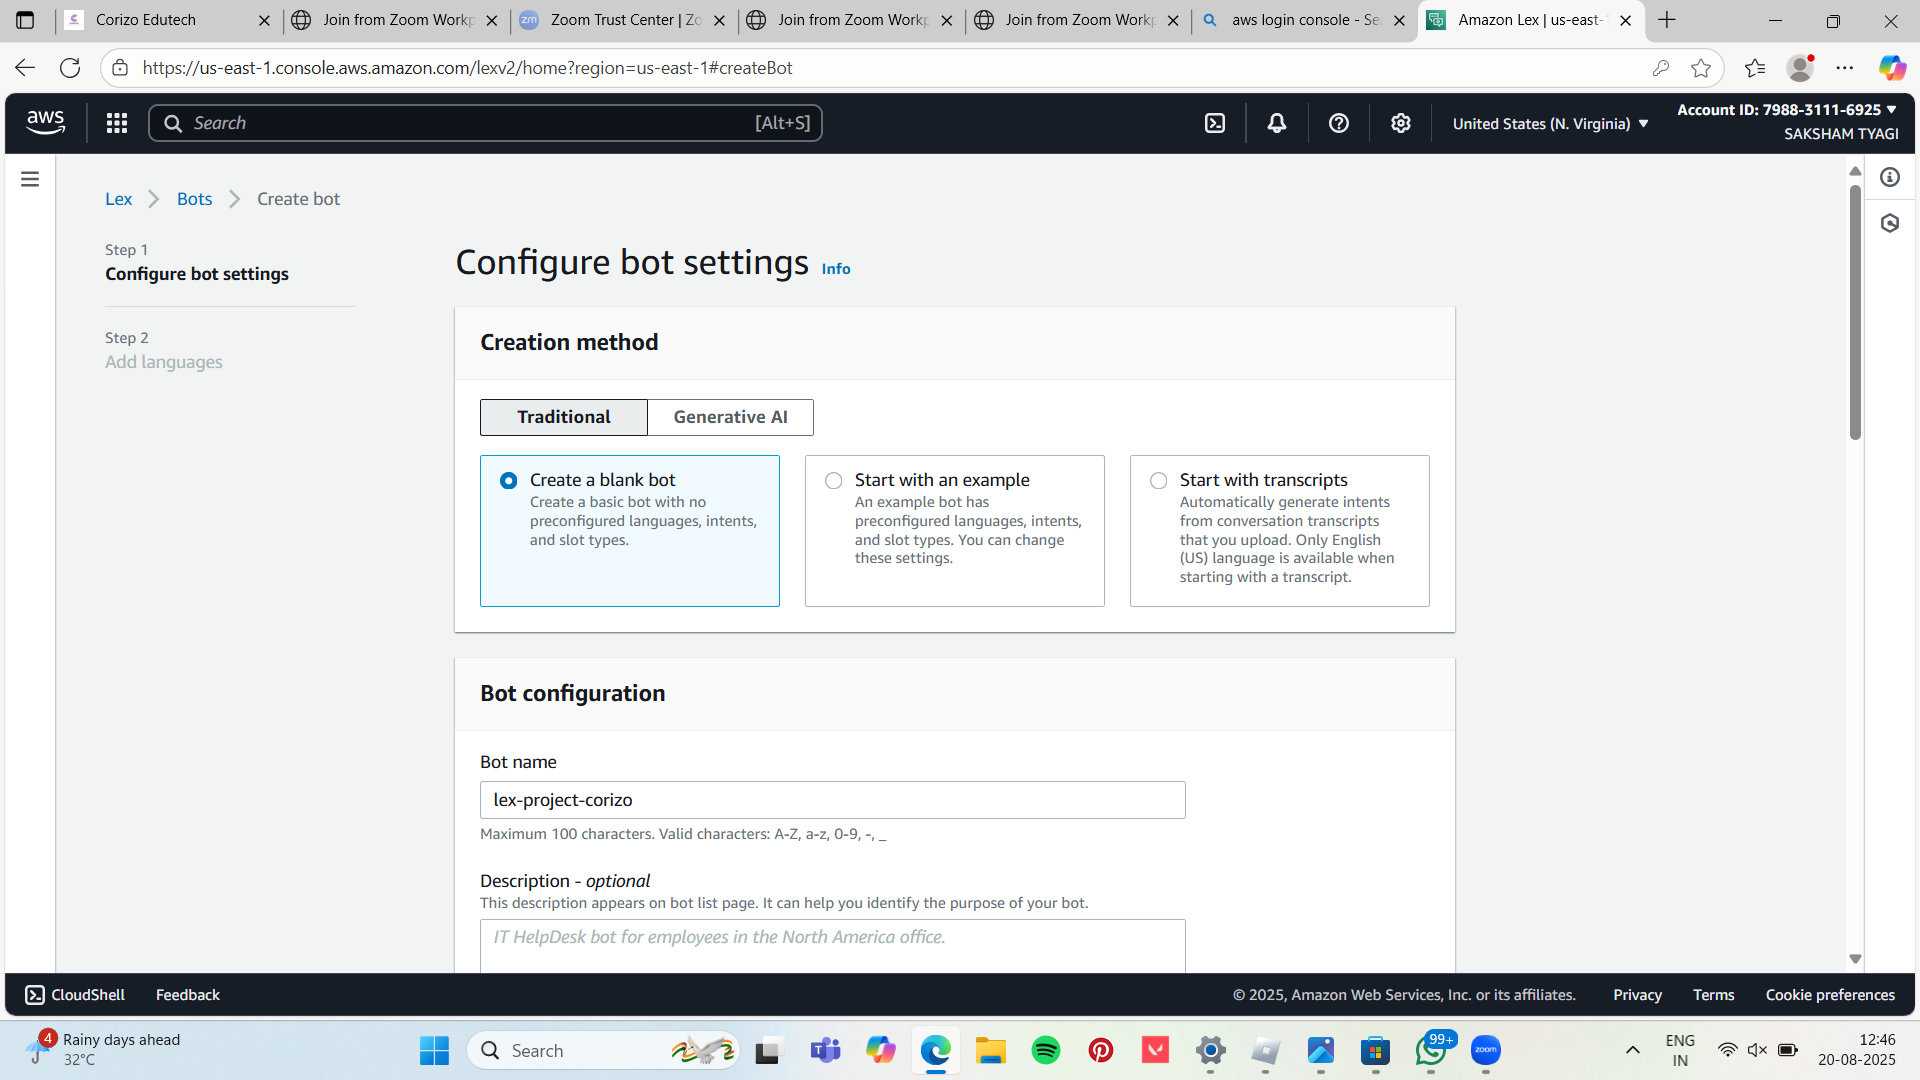 Corizo Edutech
Join from Zoom Workp
Zoom Trust Center | Zo
Join from Zoom Workp
Join from Zoom Workp
aws login console - Sea
Amazon Lex | us-east-1
https://us-east-1.console.aws.amazon.com/lexv2/home?region=us-east-1#createBot
aws
Search
[Alt+S]
United States (N. Virginia)
Account ID: 7988-3111-6925
SAKSHAM TYAGI
Lex
Bots
Create bot
Step 1
Configure bot settings
Step 2
Add languages
Configure bot settings Info
Creation method
Traditional
Generative AI
Create a blank bot
Create a basic bot with no
preconfigured languages, intents,
and slot types.
Start with an example
An example bot has
preconfigured languages, intents,
and slot types. You can change
these settings.
Start with transcripts
Automatically generate intents
from conversation transcripts
that you upload. Only English
(US) language is available when
starting with a transcript.
Bot configuration
Bot name
lex-project-corizo
Maximum 100 characters. Valid characters: A-Z, a-z, 0-9, -, _
Description - optional
This description appears on bot list page. It can help you identify the purpose of your bot.
IT HelpDesk bot for employees in the North America office.
CloudShell
Feedback
© 2025, Amazon Web Services, Inc. or its affiliates.
Privacy
Terms
Cookie preferences
4
Rainy days ahead
32°C
Search
99+
zoom
ENG
IN
12:46
20-08-2025